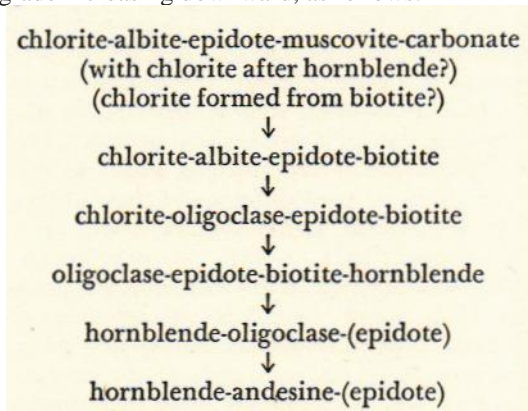 chlorite-albite-epidote-muscovite-carbonate
(with chlorite after hornblende?)
(chlorite formed from biotite?)
↓
chlorite-albite-epidote-biotite
↓
chlorite-oligoclase-epidote-biotite
↓
oligoclase-epidote-biotite-hornblende
↓
hornblende-oligoclase-(epidote)
↓
hornblende-andesine-(epidote)